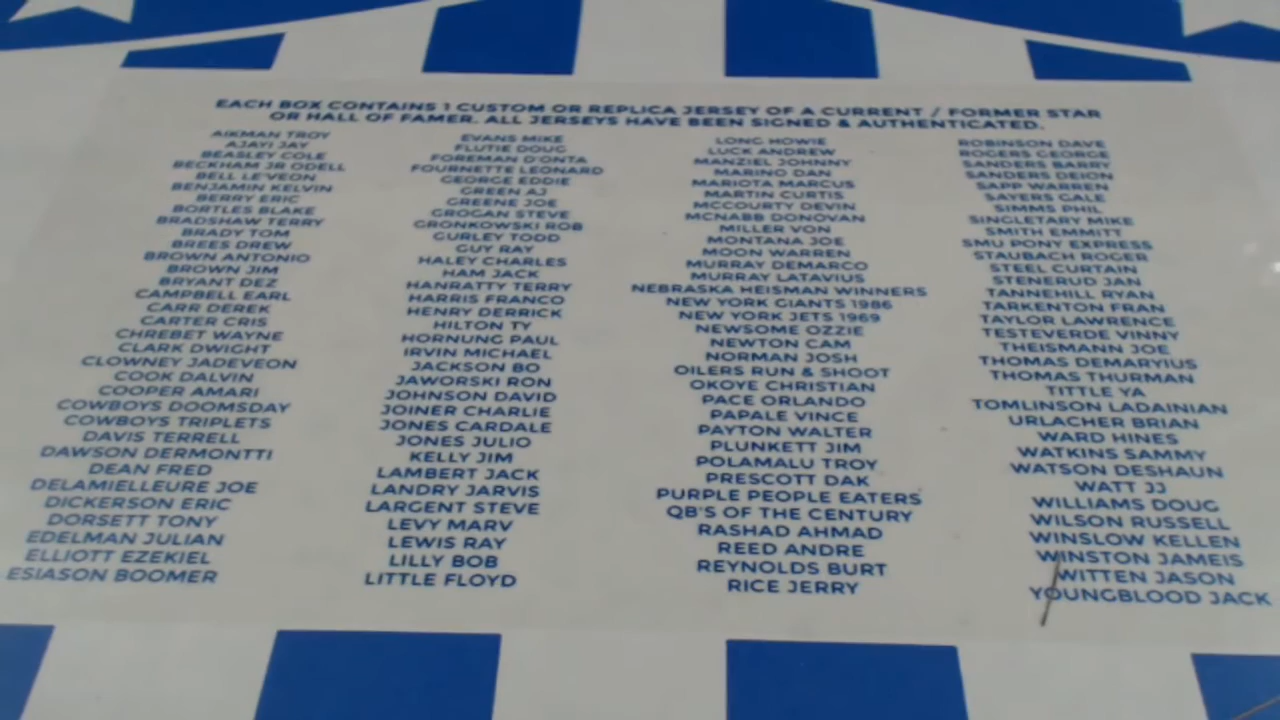 EACH BOX CONTAINS 1 CUSTOM OR REPLICA JERSEY OF A CURRENT / FORMER STAR
OR HALL OF FAMER. ALL JERSEYS HAVE BEEN SIGNED & AUTHENTICATED.
AIKMAN TROY
AJAYI JAY
BEASLEY COLE
BECKHAM JR ODELL
BELL LE'VEON
BENJAMIN KELVIN
BERRY ERIC
BORTLES BLAKE
BRADSHAW TERRY
BRADY TOM
BREES DREW
BROWN ANTONIO
BROWN JIM
BRYANT DEZ
CAMPBELL EARL
CARR DEREK
CARTER CRIS
CHREBET WAYNE
CLARK DWIGHT
CLOWNEY JADEVEON
COOK DALVIN
COOPER AMARI
COWBOYS DOOMSDAY
COWBOYS TRIPLETS
DAVIS TERRELL
DAWSON DERMONTTI
DEAN FRED
DELAMIELLEURE JOE
DICKERSON ERIC
DORSETT TONY
EDELMAN JULIAN
ELLIOTT EZEKIEL
ESIASON BOOMER
EVANS MIKE
FLUTIE DOUG
FOREMAN D'ONTA
FOURNETTE LEONARD
GEORGE EDDIE
GREEN AJ
GREENE JOE
GROGAN STEVE
GRONKOWSKI ROB
GURLEY TODD
GUY RAY
HALEY CHARLES
HAM JACK
HANRATTY TERRY
HARRIS FRANCO
HENRY DERRICK
HILTON TY
HORNUNG PAUL
IRVIN MICHAEL
JACKSON BO
JAWORSKI RON
JOHNSON DAVID
JOINER CHARLIE
JONES CARDALE
JONES JULIO
KELLY JIM
LAMBERT JACK
LANDRY JARVIS
LARGENT STEVE
LEVY MARV
LEWIS RAY
LILLY BOB
LITTLE FLOYD
LONG HOWIE
LUCK ANDREW
MANZIEL JOHNNY
MARINO DAN
MARIOTA MARCUS
MARTIN CURTIS
MCCOURTY DEVIN
MCNABB DONOVAN
MILLER VON
MONTANA JOE
MOON WARREN
MURRAY DEMARCO
MURRAY LATAVIUS
NEBRASKA HEISMAN WINNERS
NEW YORK GIANTS 1986
NEW YORK JETS 1969
NEWSOME OZZIE
NEWTON CAM
NORMAN JOSH
OILERS RUN & SHOOT
OKOYE CHRISTIAN
PACE ORLANDO
PAPALE VINCE
PAYTON WALTER
PLUNKETT JIM
POLAMALU TROY
PRESCOTT DAK
PURPLE PEOPLE EATERS
QB'S OF THE CENTURY
RASHAD AHMAD
REED ANDRE
REYNOLDS BURT
RICE JERRY
ROBINSON DAVE
ROGERS GEORGE
SANDERS BARRY
SANDERS DEION
SAPP WARREN
SAYERS GALE
SIMMS PHIL
SINGLETARY MIKE
SMITH EMMITT
SMU PONY EXPRESS
STAUBACH ROGER
STEEL CURTAIN
STENERUD JAN
TANNEHILL RYAN
TARKENTON FRAN
TAYLOR LAWRENCE
TESTEVERDE VINNY
THEISMANN JOE
THOMAS DEMARYIUS
THOMAS THURMAN
TITTLE YA
TOMLINSON LADAINIAN
URLACHER BRIAN
WARD HINES
WATKINS SAMMY
WATSON DESHAUN
WATT JJ
WILLIAMS DOUG
WILSON RUSSELL
WINSLOW KELLEN
WINSTON JAMEIS
WITTEN JASON
YOUNGBLOOD JACK